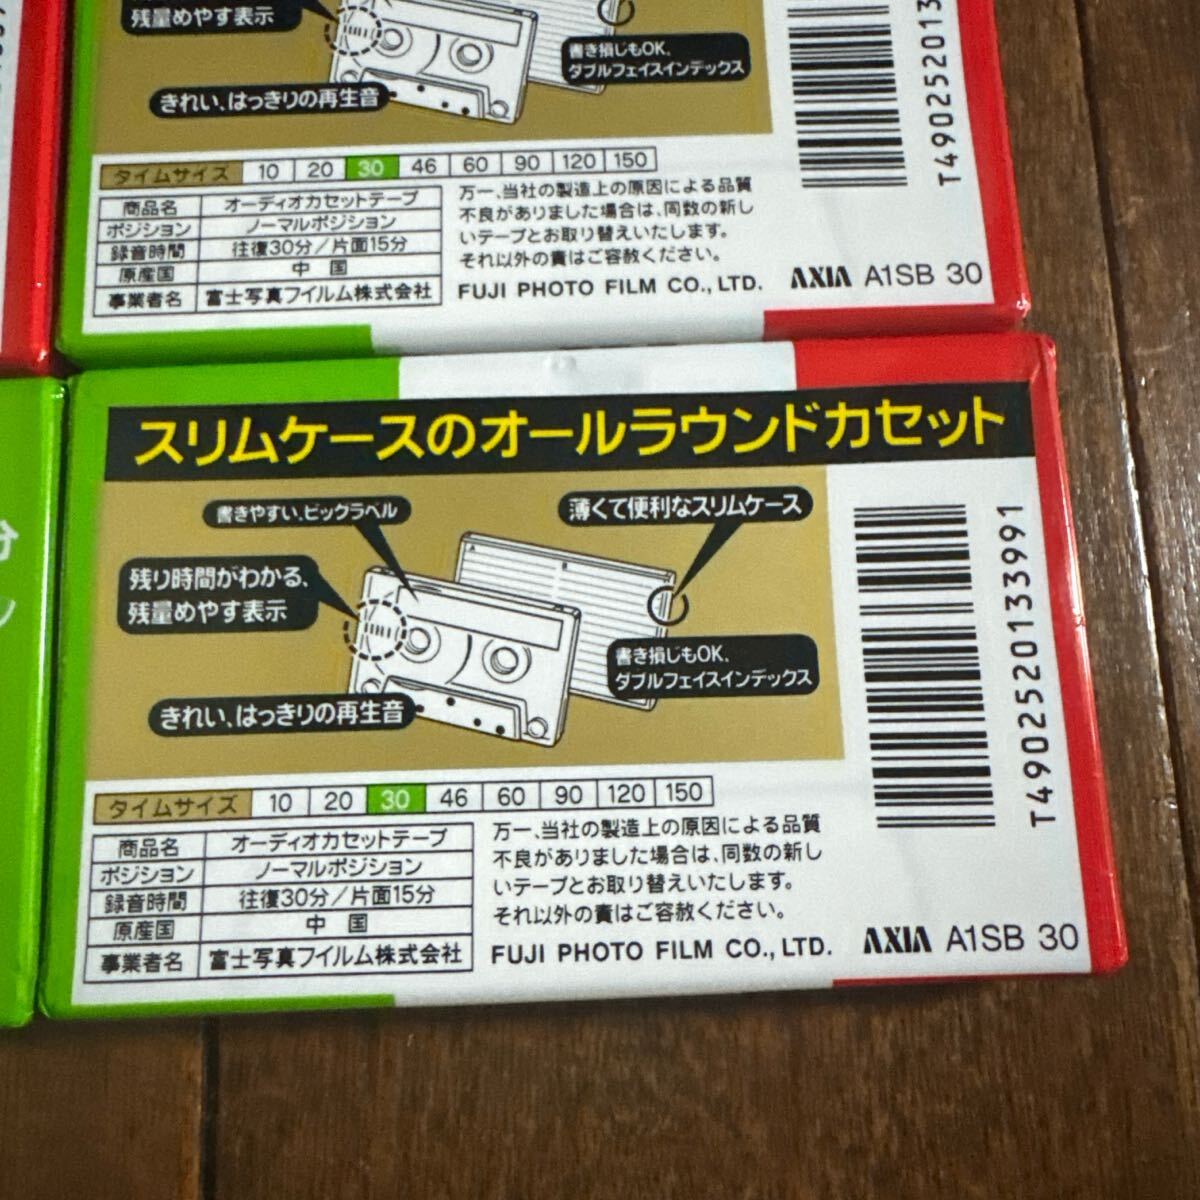 残量めやす表示
書き損じもOK、
ダブルフェイスインデックス
きれい、はっきりの再生音
タイムサイズ 10 20 30 46 60 90 120 150
商品名 オーディオカセットテープ
ポジション ノーマルポジション
録音時間 往復30分/片面15分
原産国 中国
事業者名 富士写真フイルム株式会社
万一、当社の製造上の原因による品質
不良がありました場合は、同数の新し
いテープとお取り替えいたします。
それ以外の責はご容赦ください。
FUJI PHOTO FILM CO., LTD.
AXIA A1SB 30
スリムケースのオールラウンドカセット
書きやすい、ビッグラベル
薄くて便利なスリムケース
残り時間がわかる、
残量めやす表示
A
B
書き損じもOK、
ダブルフェイスインデックス
きれい、はっきりの再生音
T4902520133991
タイムサイズ 10 20 30 46 60 90 120 150
商品名 オーディオカセットテープ
ポジション ノーマルポジション
録音時間 往復30分/片面15分
原産国 中国
事業者名 富士写真フイルム株式会社
万一、当社の製造上の原因による品質
不良がありました場合は、同数の新し
いテープとお取り替えいたします。
それ以外の責はご容赦ください。
FUJI PHOTO FILM CO., LTD.
AXIA A1SB 30
分